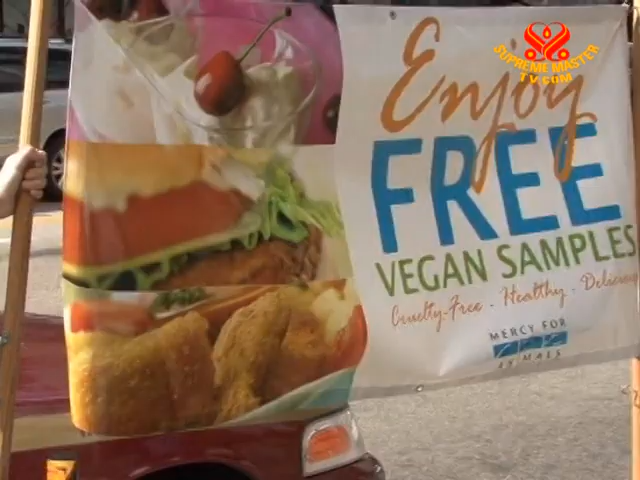 SUPREME MASTER
TV.COM
Enjoy
FREE
VEGAN SAMPLES
Cruelty-Free . Healthy . Delicious
MERCY FOR
ANIMALS